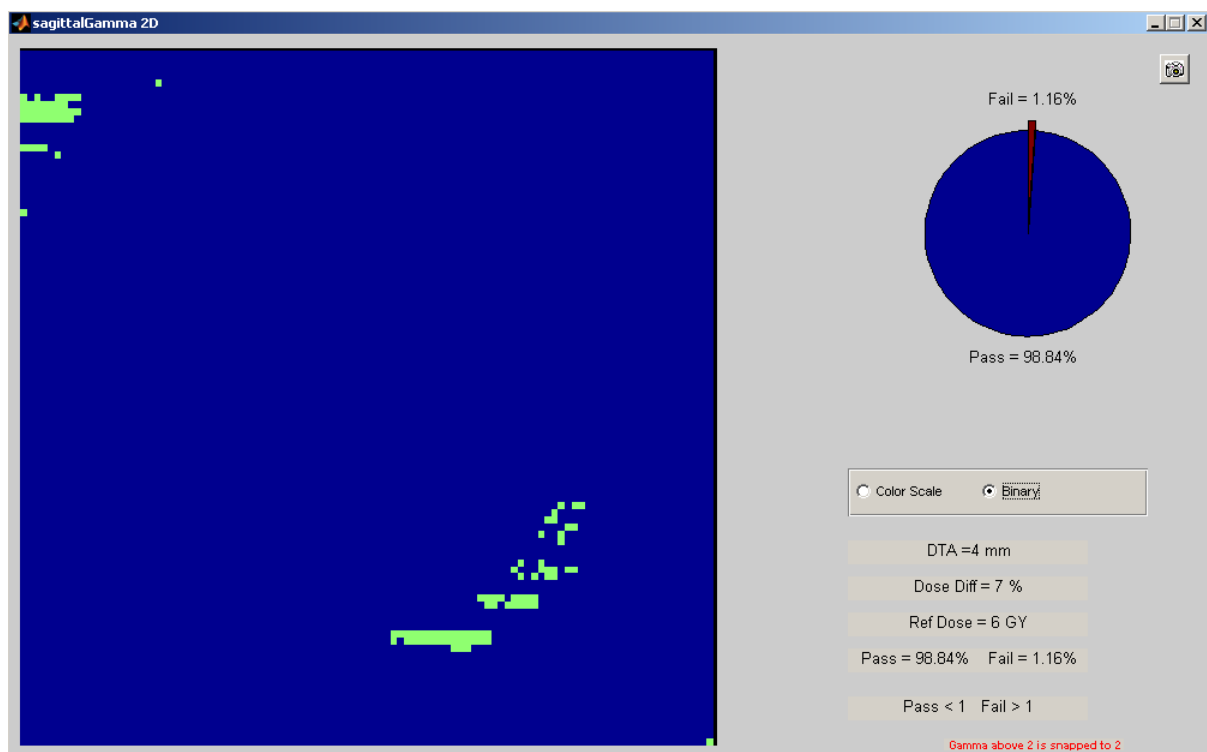 sagittalGamma 2D
Fail = 1.16%
Pass = 98.84%
Color Scale Binary
DTA =4 mm
Dose Diff = 7 %
Ref Dose = 6 GY
Pass = 98.84% Fail = 1.16%
Pass < 1 Fail > 1
Gamma above 2 is snapped to 2